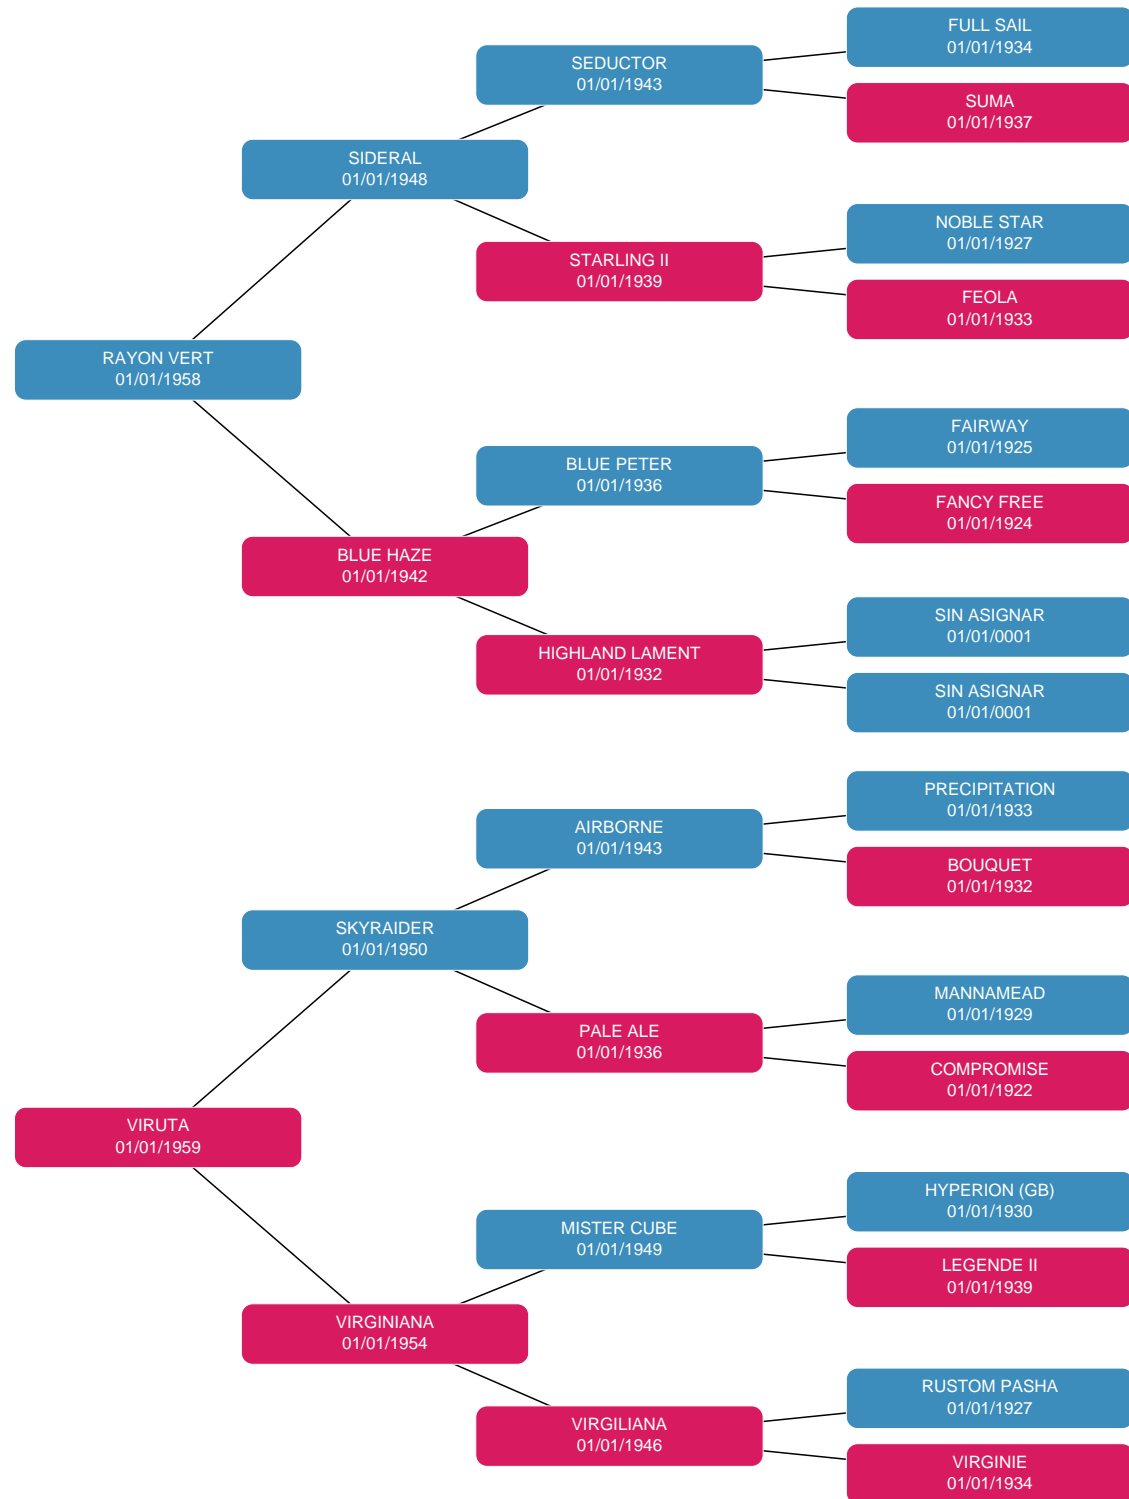 FULL SAIL
01/01/1934
SEDUCTOR
01/01/1943
SUMA
01/01/1937
SIDERAL
01/01/1948
NOBLE STAR
01/01/1927
STARLING II
01/01/1939
FEOLA
01/01/1933
RAYON VERT
01/01/1958
FAIRWAY
01/01/1925
BLUE PETER
01/01/1936
FANCY FREE
01/01/1924
BLUE HAZE
01/01/1942
SIN ASIGNAR
01/01/0001
HIGHLAND LAMENT
01/01/1932
SIN ASIGNAR
01/01/0001
PRECIPITATION
01/01/1933
AIRBORNE
01/01/1943
BOUQUET
01/01/1932
SKYRAIDER
01/01/1950
MANNAMEAD
01/01/1929
PALE ALE
01/01/1936
COMPROMISE
01/01/1922
VIRUTA
01/01/1959
HYPERION (GB)
01/01/1930
MISTER CUBE
01/01/1949
LEGENDE II
01/01/1939
VIRGINIANA
01/01/1954
RUSTOM PASHA
01/01/1927
VIRGILIANA
01/01/1946
VIRGINIE
01/01/1934